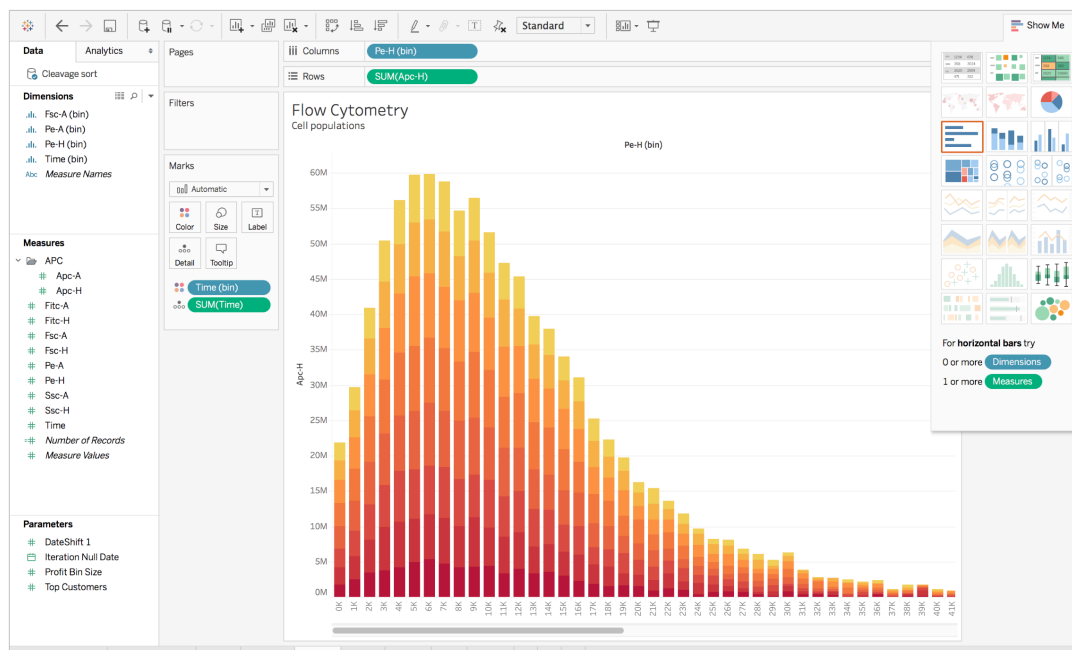 Standard
Show Me
Data
Analytics
Cleavage sort
Dimensions
Fsc-A (bin)
Pe-A (bin)
Pe-H (bin)
Time (bin)
Abc Measure Names
Measures
APC
Apc-A
Apc-H
Fitc-A
Fitc-H
Fsc-A
Fsc-H
Pe-A
Pe-H
Ssc-A
Ssc-H
Time
Number of Records
Measure Values
Parameters
DateShift 1
Iteration Null Date
Profit Bin Size
Top Customers
Pages
Filters
Marks
Automatic
Color
Size
Label
Detail
Tooltip
Time (bin)
SUM(Time)
Columns
Pe-H (bin)
Rows
SUM(Apc-H)
Flow Cytometry
Cell populations
Pe-H (bin)
Apc-H
60M
55M
50M
45M
40M
35M
30M
25M
20M
15M
10M
5M
0M
0K 1K 2K 3K 4K 5K 6K 7K 8K 9K 10K 11K 12K 13K 14K 15K 16K 17K 18K 19K 20K 21K 22K 23K 24K 25K 26K 27K 28K 29K 30K 31K 32K 33K 34K 35K 36K 37K 38K 39K 40K 41K
For horizontal bars try
0 or more Dimensions
1 or more Measures